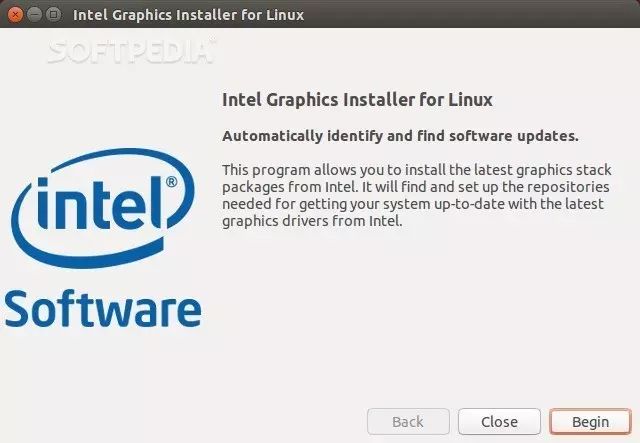 Intel Graphics Installer for Linux
SOFTPEDIA
Intel Graphics Installer for Linux
Automatically identify and find software updates.
This program allows you to install the latest graphics stack
packages from Intel. It will find and set up the repositories
needed for getting your system up-to-date with the latest
graphics drivers from Intel.
intel®
Software
Back
Close
Begin